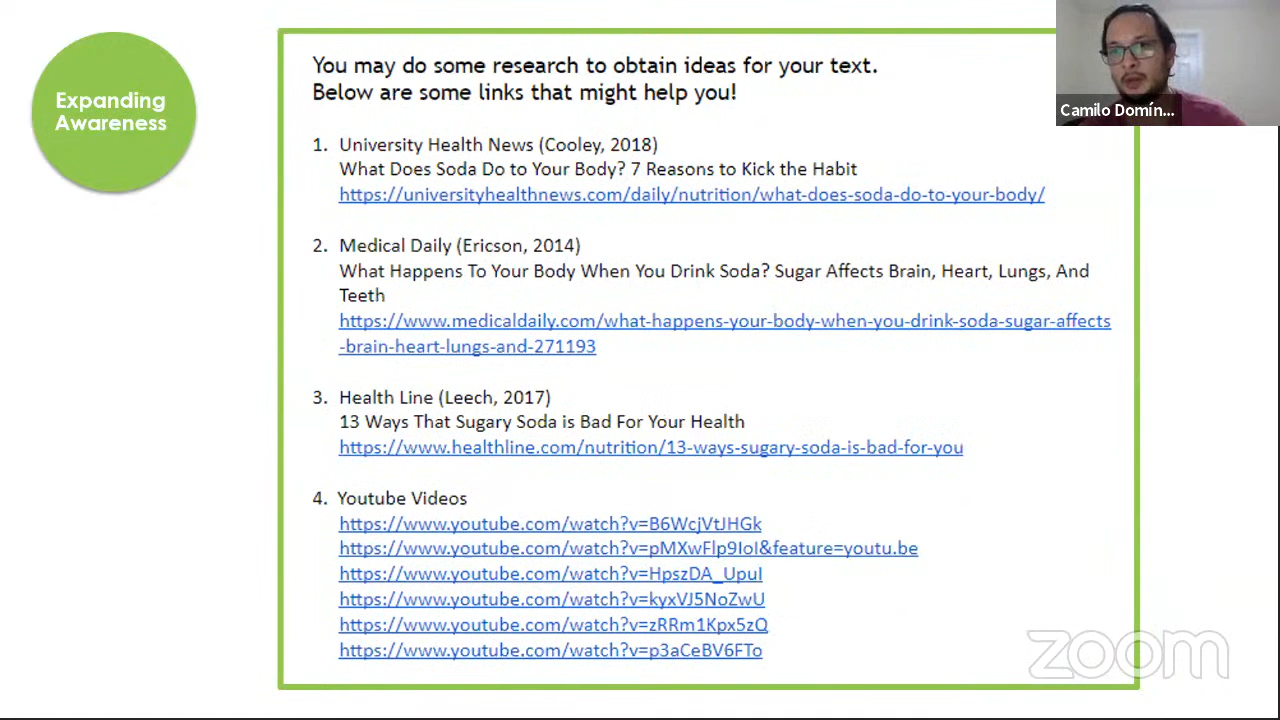 Expanding
Awareness
You may do some research to obtain ideas for your text.
Below are some links that might help you!
1. University Health News (Cooley, 2018)
What Does Soda Do to Your Body? 7 Reasons to Kick the Habit
https://universityhealthnews.com/daily/nutrition/what-does-soda-do-to-your-body/
2. Medical Daily (Ericson, 2014)
What Happens To Your Body When You Drink Soda? Sugar Affects Brain, Heart, Lungs, And
Teeth
https://www.medicaldaily.com/what-happens-your-body-when-you-drink-soda-sugar-affects
-brain-heart-lungs-and-271193
3. Health Line (Leech, 2017)
13 Ways That Sugary Soda is Bad For Your Health
https://www.healthline.com/nutrition/13-ways-sugary-soda-is-bad-for-you
4. Youtube Videos
https://www.youtube.com/watch?v=B6WcjVtJHGk
https://www.youtube.com/watch?v=pMXwFlp9IoI&feature=youtu.be
https://www.youtube.com/watch?v=HpszDA_UpuI
https://www.youtube.com/watch?v=kyxVJ5NoZwU
https://www.youtube.com/watch?v=zRRm1Kpx5zQ
https://www.youtube.com/watch?v=p3aCeBV6FTo
Camilo Domín...
zoom